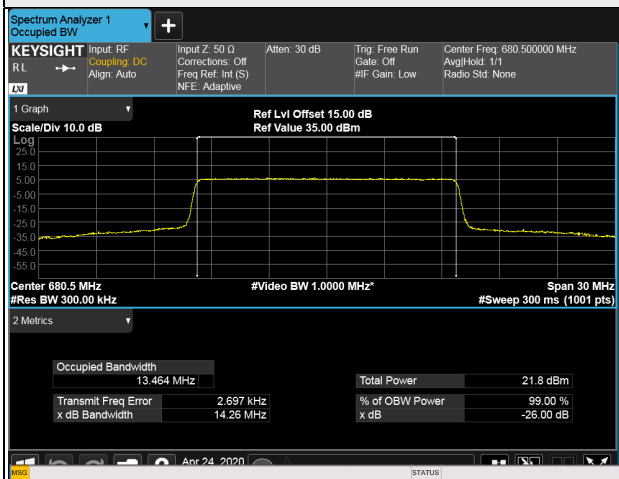 Spectrum Analyzer 1
Occupied BW
+
KEYSIGHT Input: RF Input Z: 50 Ω Atten: 30 dB Trig: Free Run Center Freq: 680.500000 MHz
RL Coupling: DC Corrections: Off Gate: Off Avg|Hold: 1/1
Align: Auto Freq Ref: Int (S) #IF Gain: Low Radio Std: None
LXI NFE: Adaptive
1 Graph
Ref Lvl Offset 15.00 dB
Scale/Div 10.0 dB Ref Value 35.00 dBm
Log
25.0
15.0
5.00
-5.00
-15.0
-25.0
-35.0
-45.0
-55.0
Center 680.5 MHz #Video BW 1.0000 MHz* Span 30 MHz
#Res BW 300.00 kHz #Sweep 300 ms (1001 pts)
2 Metrics
Occupied Bandwidth
13.464 MHz Total Power 21.8 dBm
Transmit Freq Error 2.697 kHz % of OBW Power 99.00 %
x dB Bandwidth 14.26 MHz x dB -26.00 dB
Apr 24, 2020
MSG STATUS